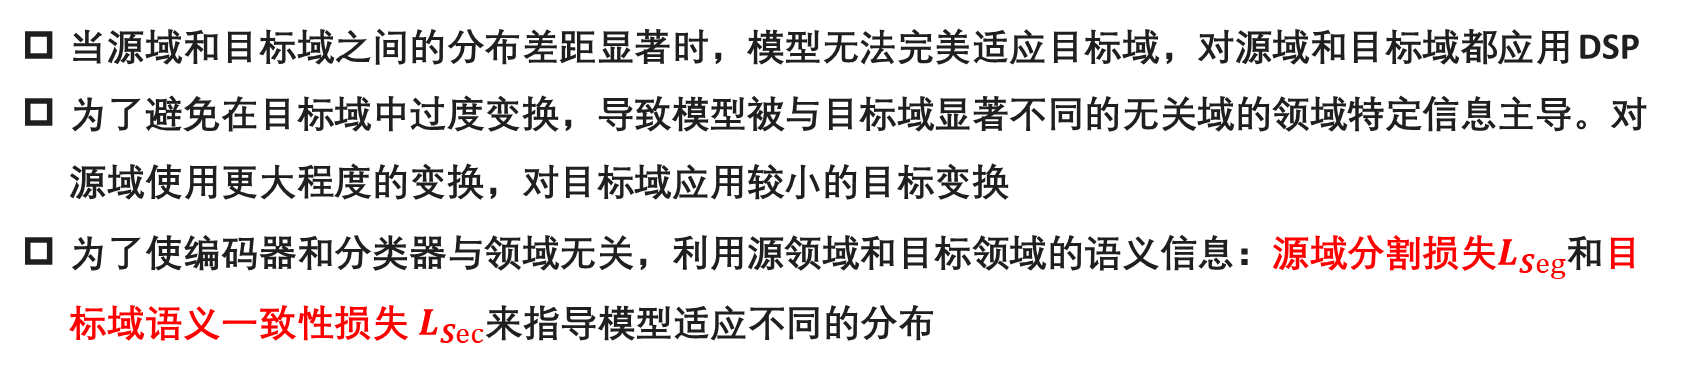 当源域和目标域之间的分布差距显著时，模型无法完美适应目标域，对源域和目标域都应用DSP
为了避免在目标域中过度变换，导致模型被与目标域显著不同的无关域的领域特定信息主导。对
源域使用更大程度的变换，对目标域应用较小的目标变换
为了使编码器和分类器与领域无关，利用源领域和目标领域的语义信息：源域分割损失L_Seg和目
标域语义一致性损失 L_Sec来指导模型适应不同的分布